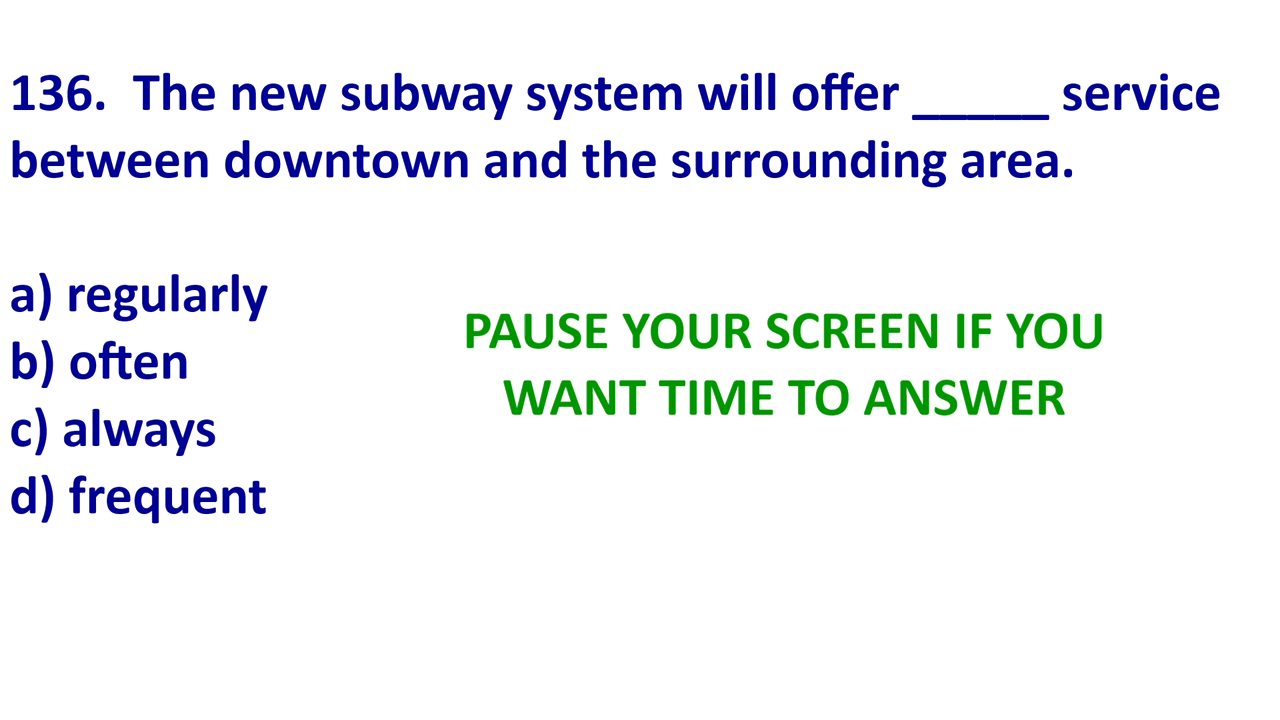 136.  The new subway system will offer _____ service
between downtown and the surrounding area.
a) regularly
b) often
c) always
d) frequent
PAUSE YOUR SCREEN IF YOU
WANT TIME TO ANSWER